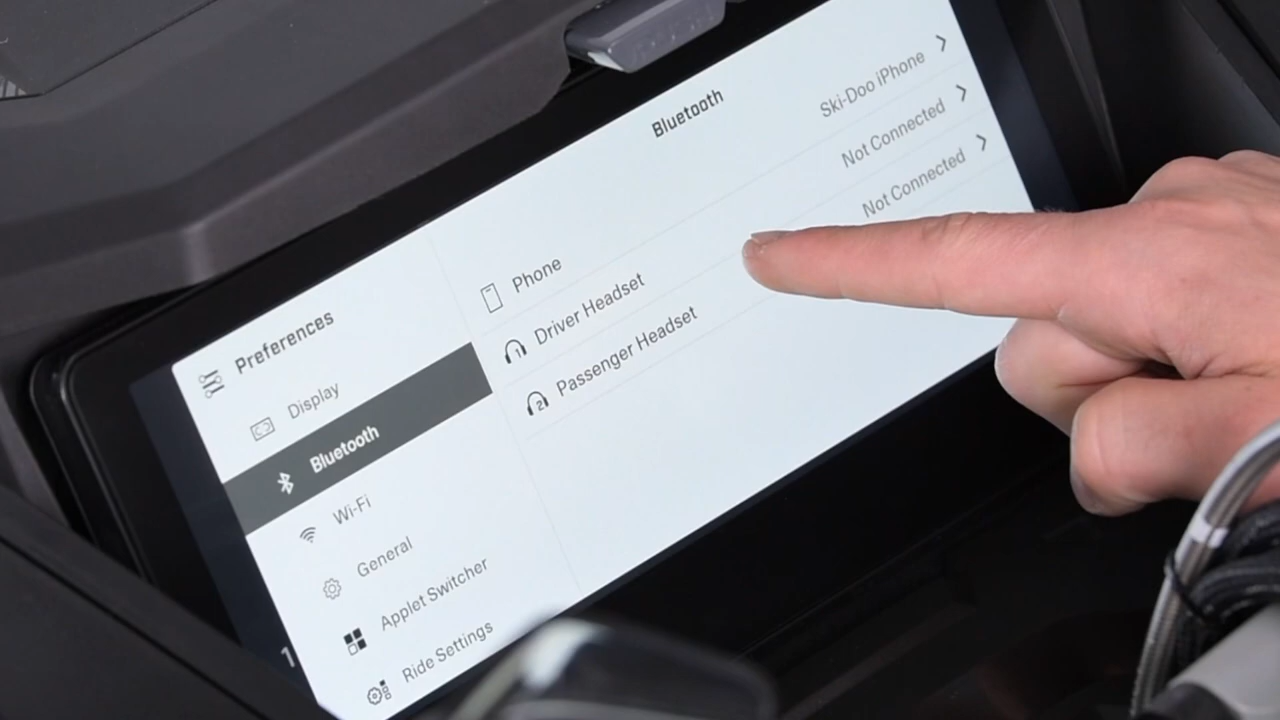 Bluetooth
Phone Ski-Doo iPhone
Driver Headset Not Connected
Passenger Headset Not Connected
Preferences
Display
Bluetooth
Wi-Fi
General
Applet Switcher
Ride Settings
1